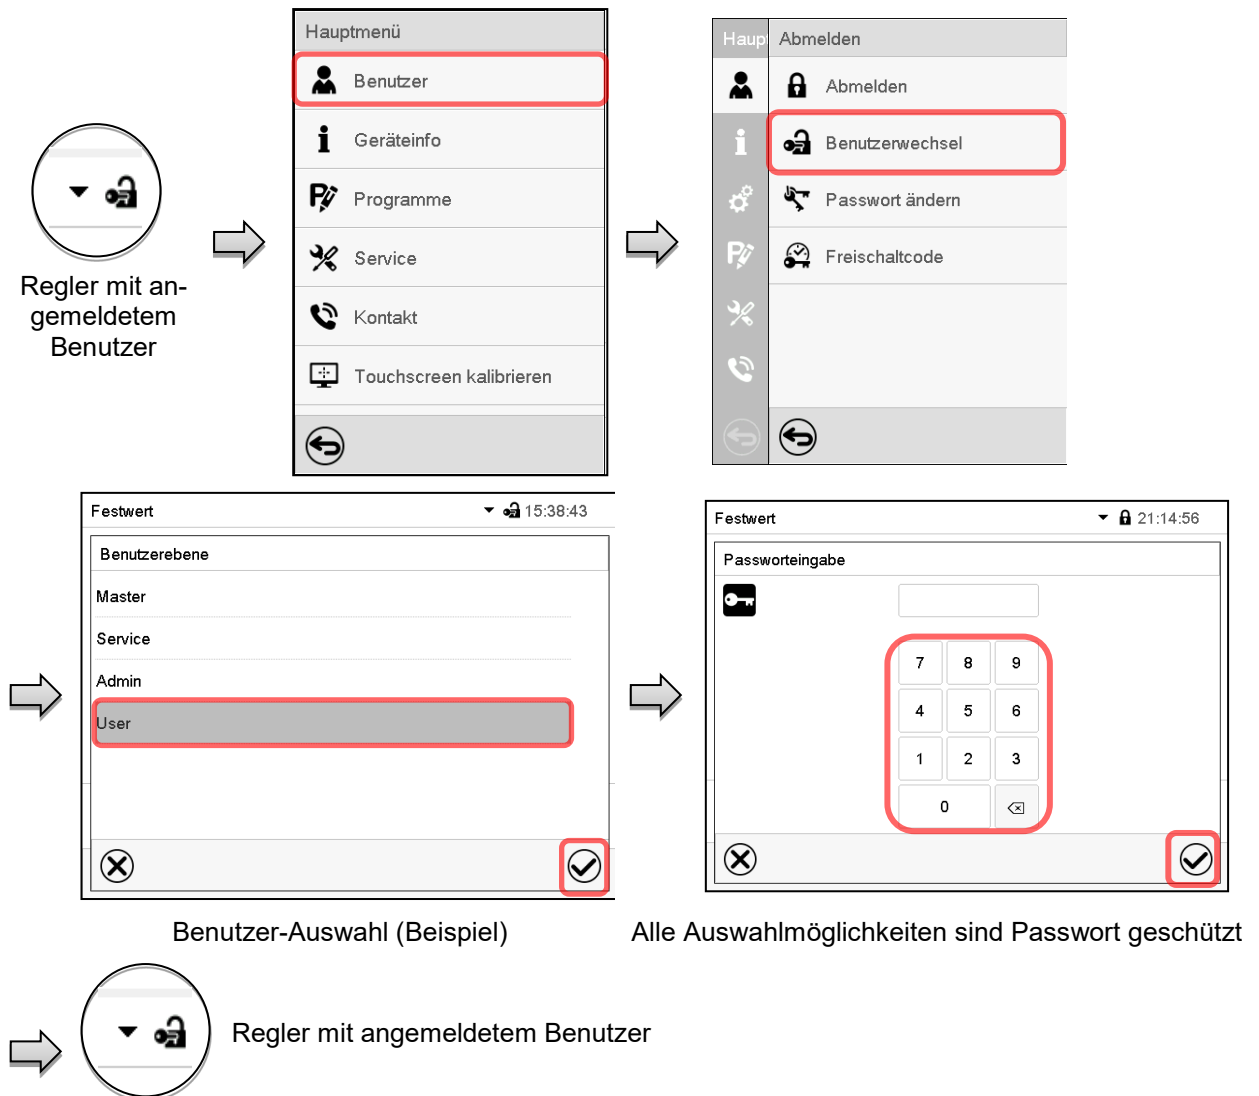 Regler mit an-
gemeldetem
Benutzer
Hauptmenü
Benutzer
Geräteinfo
Programme
Service
Kontakt
Touchscreen kalibrieren
Haup
Abmelden
Abmelden
Benutzerwechsel
Passwort ändern
Freischaltcode
Festwert 15:38:43
Benutzerebene
Master
Service
Admin
User
Benutzer-Auswahl (Beispiel)
Festwert 21:14:56
Passworteingabe
7 8 9
4 5 6
1 2 3
0
Alle Auswahlmöglichkeiten sind Passwort geschützt
Regler mit angemeldetem Benutzer